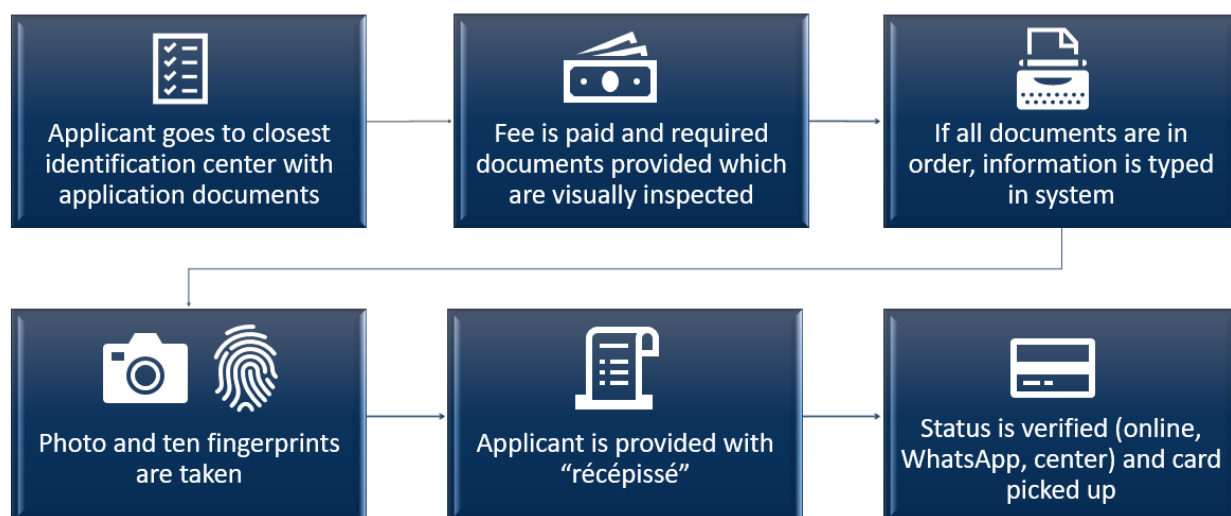 Applicant goes to closest
identification center with
application documents
Fee is paid and required
documents provided which
are visually inspected
If all documents are in
order, information is typed
in system
Photo and ten fingerprints
are taken
Applicant is provided with
“récépissé”
Status is verified (online,
WhatsApp, center) and card
picked up